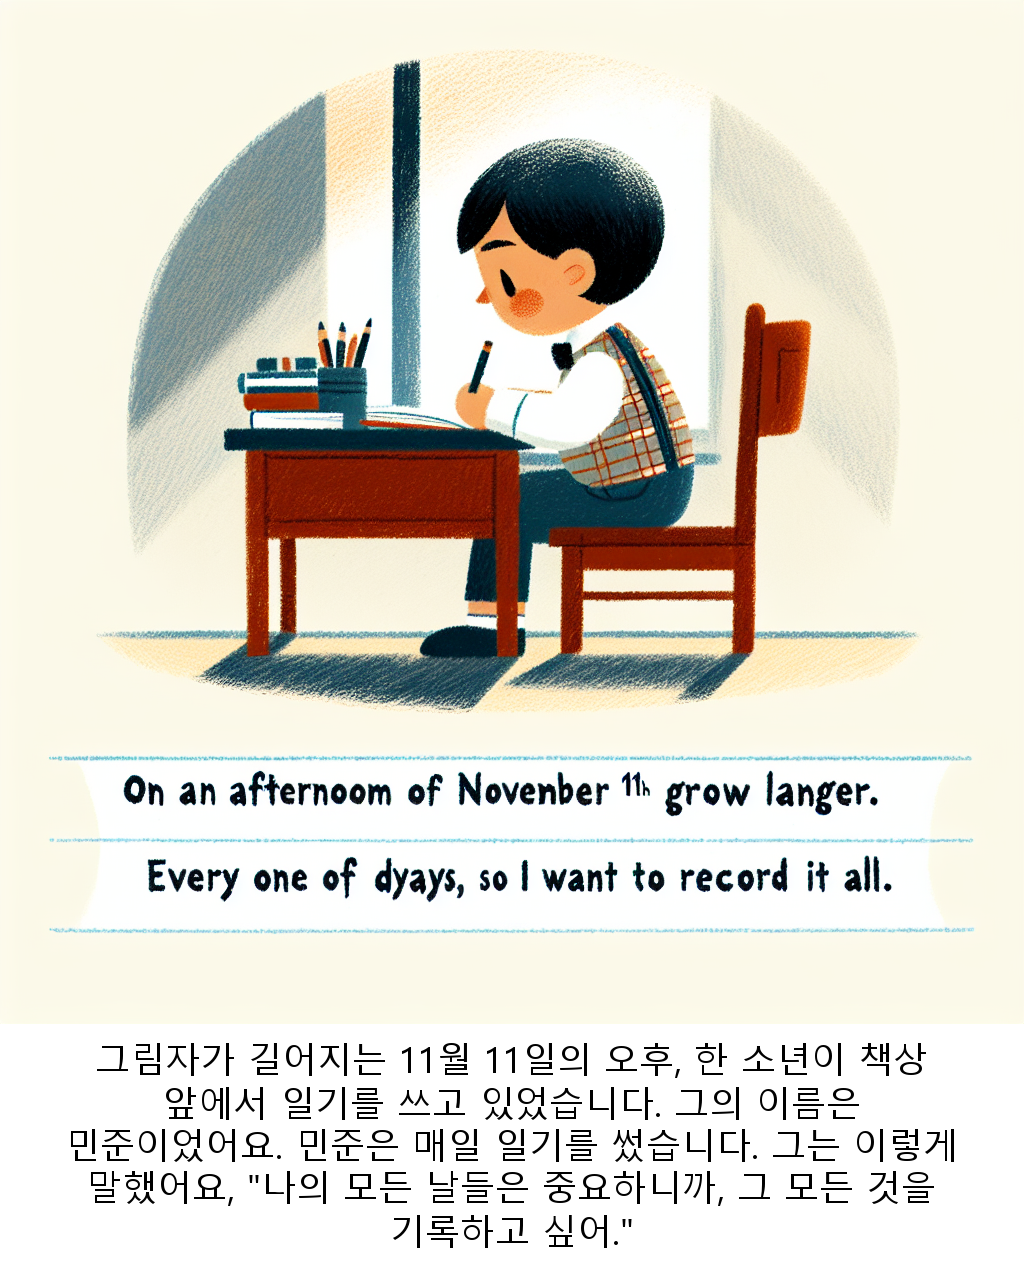 On an afternoom of Novenber 11h grow langer.
Every one of dyays, so I want to record it all.
그림자가 길어지는 11월 11일의 오후, 한 소년이 책상
앞에서 일기를 쓰고 있었습니다. 그의 이름은
민준이었어요. 민준은 매일 일기를 썼습니다. 그는 이렇게
말했어요, "나의 모든 날들은 중요하니까, 그 모든 것을
기록하고 싶어."